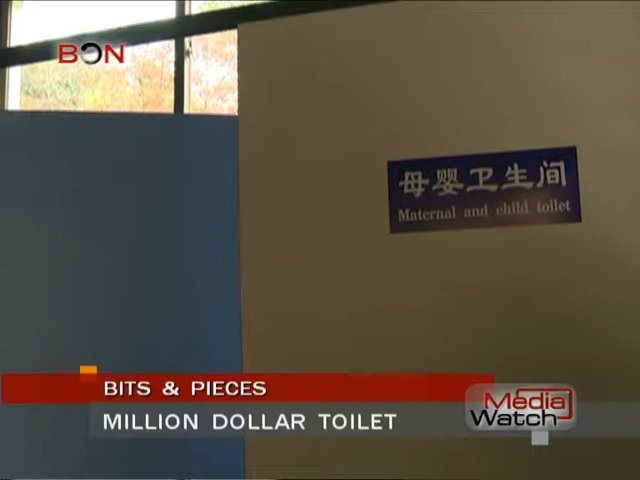 BON
母婴卫生间
Maternal and child toilet
BITS & PIECES
MILLION DOLLAR TOILET
Media
Watch